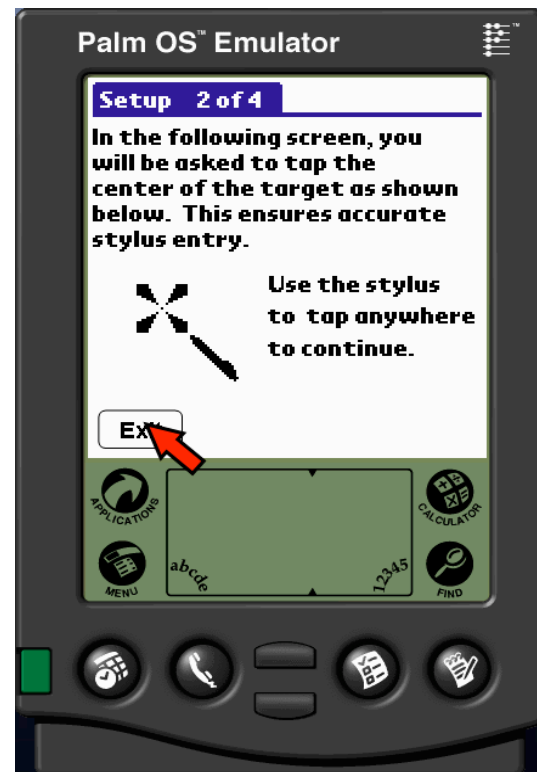 Palm OS™ Emulator
™
Setup 2 of 4
In the following screen, you
will be asked to tap the
center of the target as shown
below. This ensures accurate
stylus entry.
Use the stylus
to tap anywhere
to continue.
APPLICATIONS
CALCULATOR
MENU
abcde
12345
FIND